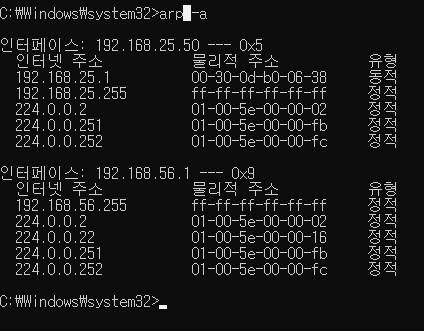 C:₩Windows₩system32>arp -a
인터페이스: 192.168.25.50 --- 0x5
인터넷 주소 물리적 주소 유형
192.168.25.1 00-30-0d-b0-06-38 동적
192.168.25.255 ff-ff-ff-ff-ff-ff 정적
224.0.0.2 01-00-5e-00-00-02 정적
224.0.0.251 01-00-5e-00-00-fb 정적
224.0.0.252 01-00-5e-00-00-fc 정적
인터페이스: 192.168.56.1 --- 0x9
인터넷 주소 물리적 주소 유형
192.168.56.255 ff-ff-ff-ff-ff-ff 정적
224.0.0.2 01-00-5e-00-00-02 정적
224.0.0.22 01-00-5e-00-00-16 정적
224.0.0.251 01-00-5e-00-00-fb 정적
224.0.0.252 01-00-5e-00-00-fc 정적
C:₩Windows₩system32>